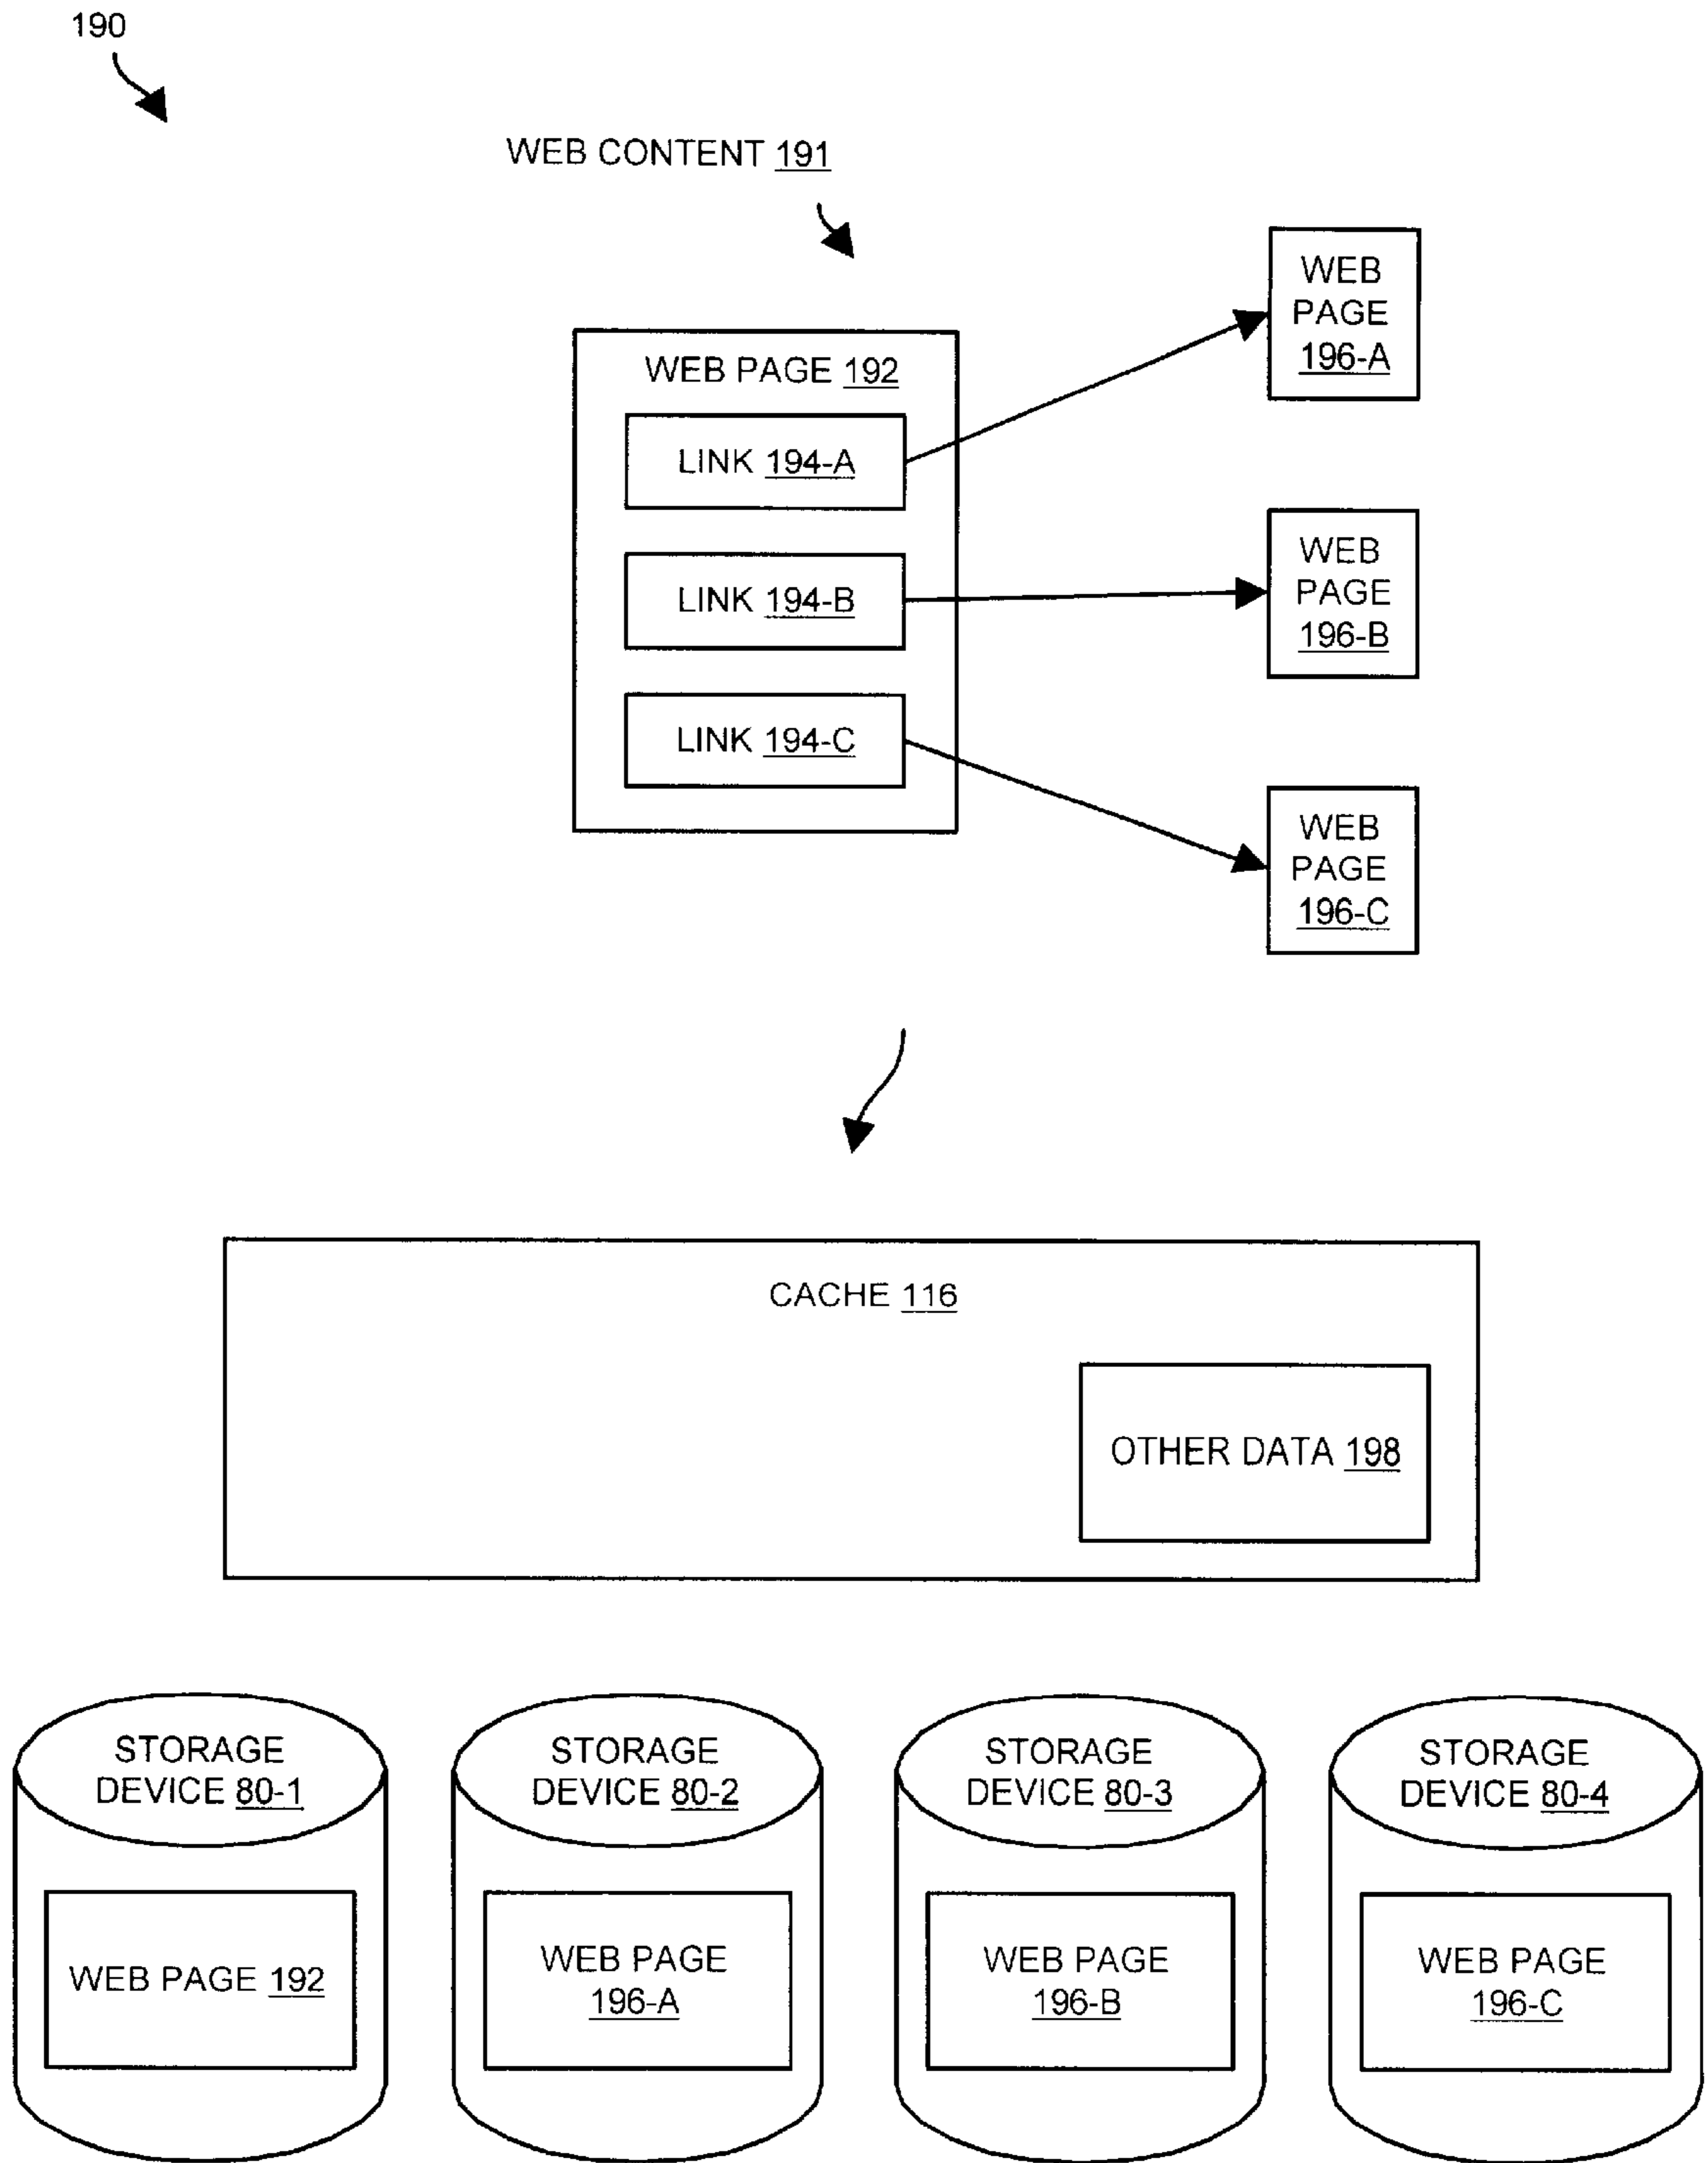 190
WEB CONTENT 191
WEB
PAGE
196-A
WEB PAGE 192
LINK 194-A
LINK 194-B
LINK 194-C
WEB
PAGE
196-B
WEB
PAGE
196-C
CACHE 116
OTHER DATA 198
STORAGE
DEVICE 80-1
WEB PAGE 192
STORAGE
DEVICE 80-2
WEB PAGE
196-A
STORAGE
DEVICE 80-3
WEB PAGE
196-B
STORAGE
DEVICE 80-4
WEB PAGE
196-C